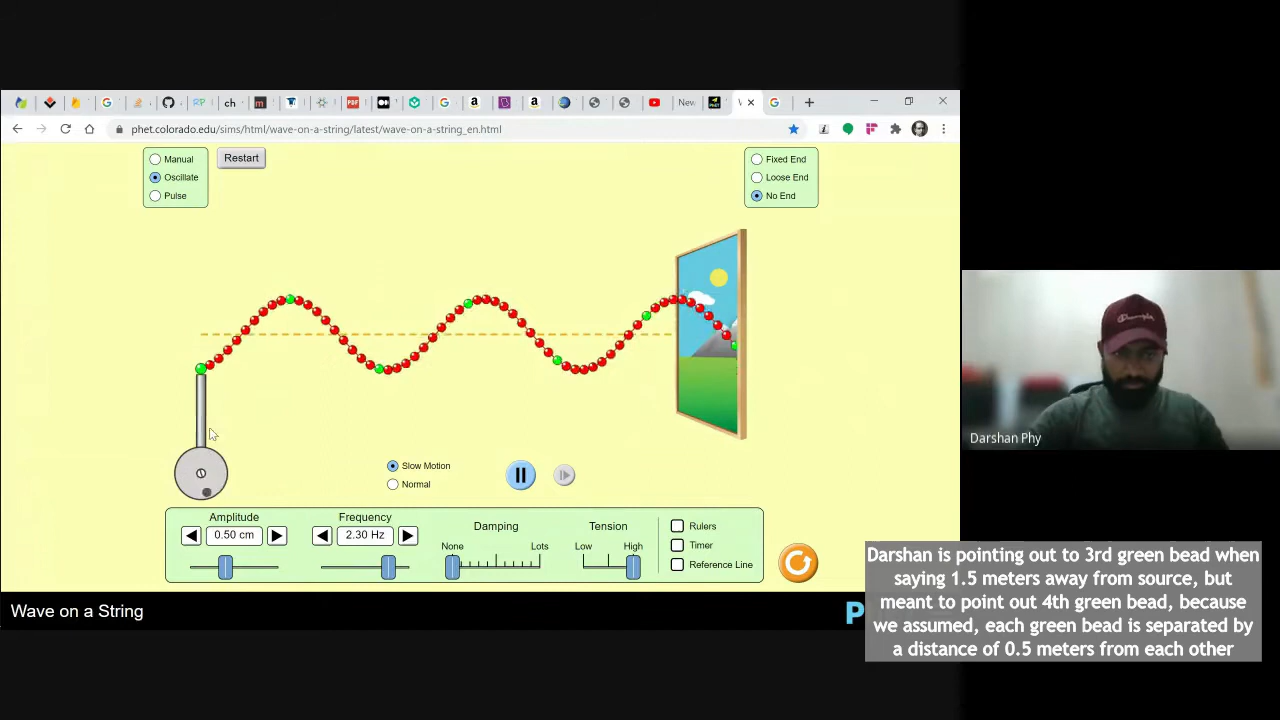 ch
New
phet.colorado.edu/sims/html/wave-on-a-string/latest/wave-on-a-string_en.html
Manual
Oscillate
Pulse
Restart
Fixed End
Loose End
No End
Darshan Phy
Slow Motion
Normal
Amplitude
0.50 cm
Frequency
2.30 Hz
Damping
None
Lots
Tension
Low
High
Rulers
Timer
Reference Line
Wave on a String
Darshan is pointing out to 3rd green bead when
saying 1.5 meters away from source, but
meant to point out 4th green bead, because
we assumed, each green bead is separated by
a distance of 0.5 meters from each other